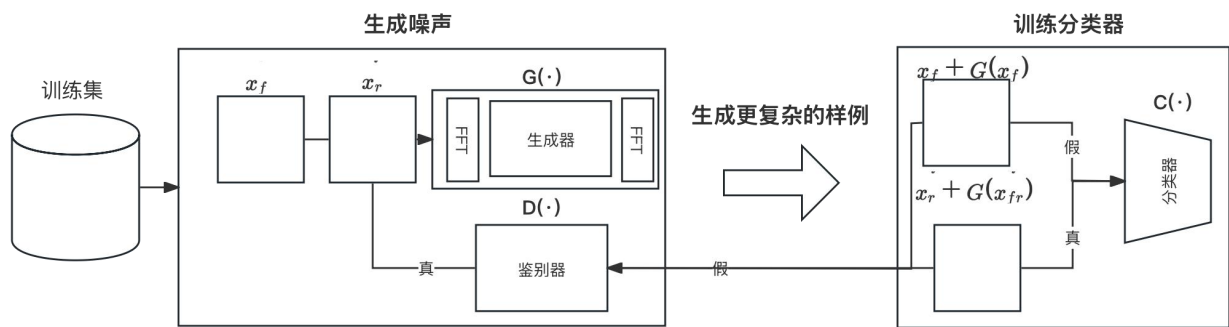 生成噪声
训练分类器
训练集
x_f
x_r
G(·)
FFT
生成器
FFT
生成更复杂的样例
x_f + G(x_f)
C(·)
假
分类器
x_r + G(x_{fr})
真
D(·)
鉴别器
真
假